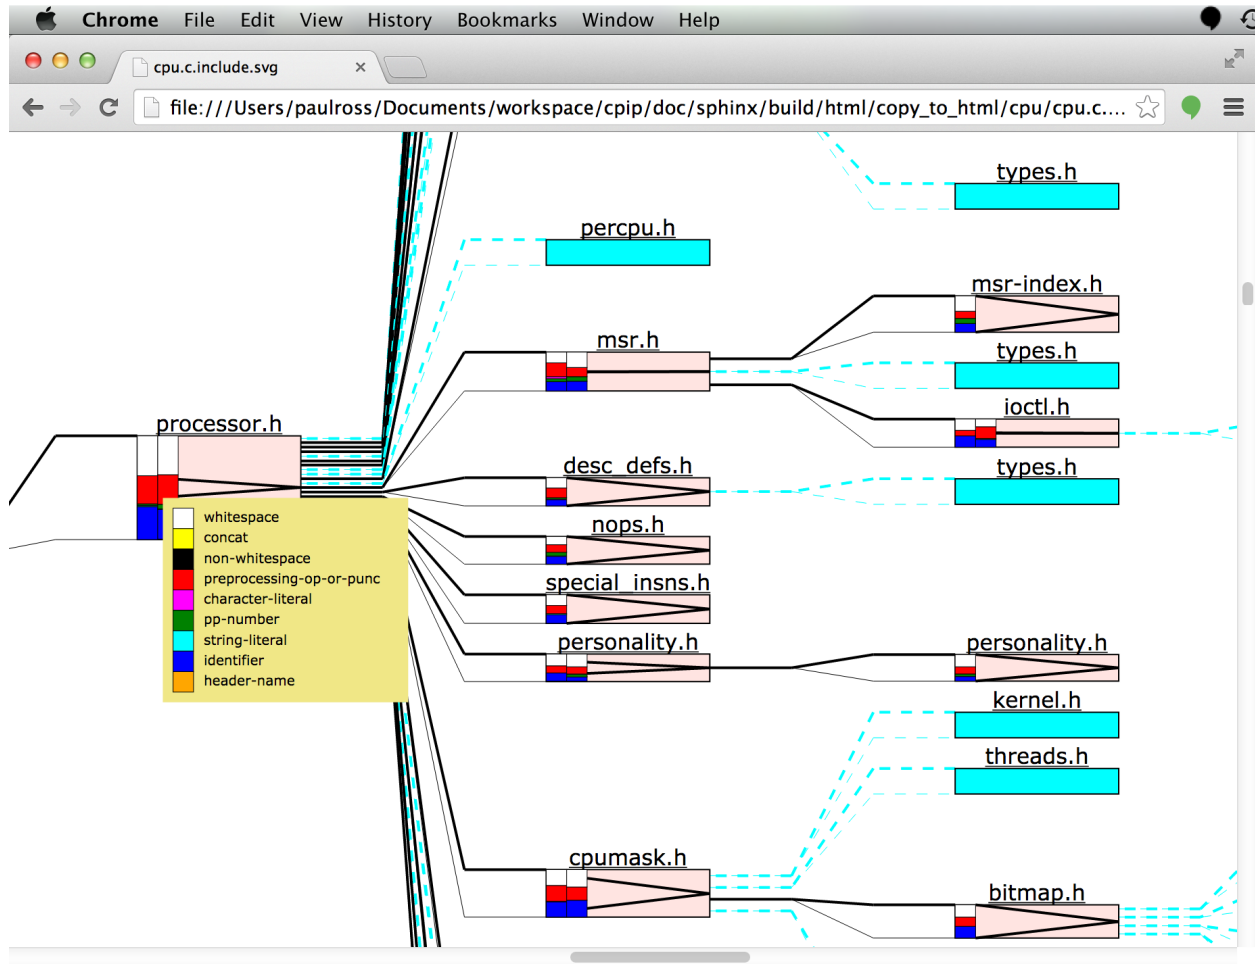 Chrome File Edit View History Bookmarks Window Help
cpu.c.include.svg
file:///Users/paulross/Documents/workspace/cpip/doc/sphinx/build/html/copy_to_html/cpu/cpu.c....
types.h
percpu.h
msr-index.h
msr.h
types.h
ioctl.h
processor.h
desc_defs.h
types.h
whitespace
concat
non-whitespace
preprocessing-op-or-punc
character-literal
pp-number
string-literal
identifier
header-name
nops.h
special_insns.h
personality.h
personality.h
kernel.h
threads.h
cpumask.h
bitmap.h